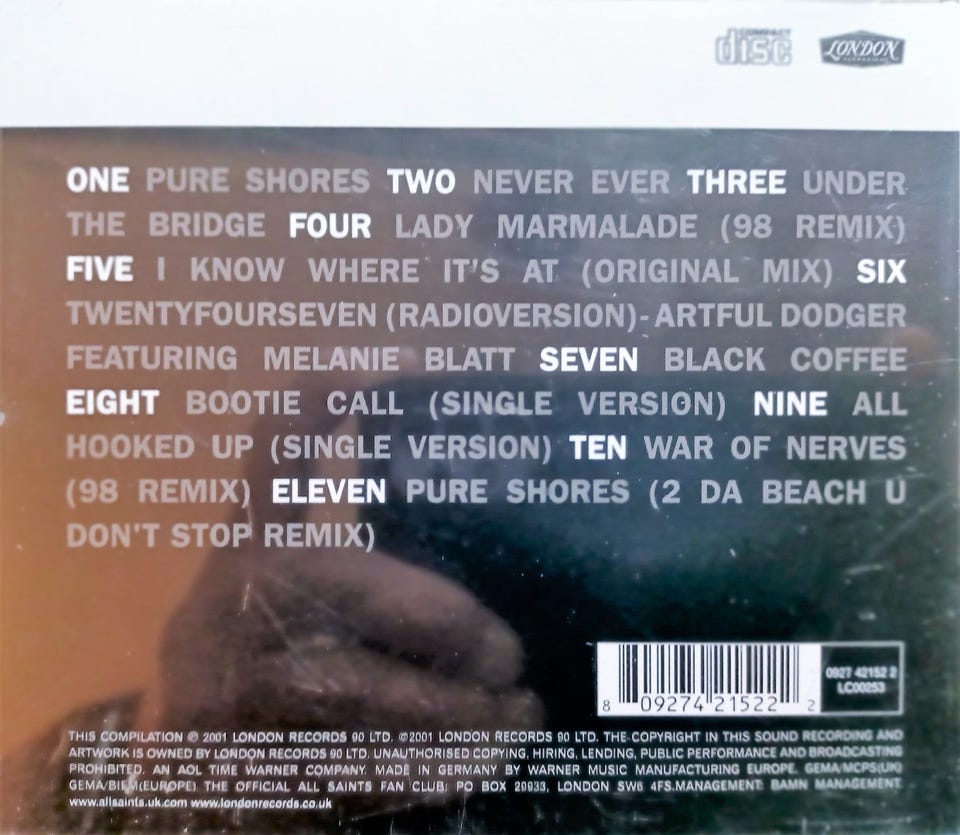 COMPACT
disc
LONDON
ONE PURE SHORES TWO NEVER EVER THREE UNDER
THE BRIDGE FOUR LADY MARMALADE (98 REMIX)
FIVE I KNOW WHERE IT'S AT (ORIGINAL MIX) SIX
TWENTYFOURSEVEN (RADIOVERSION)- ARTFUL DODGER
FEATURING MELANIE BLATT SEVEN BLACK COFFEE
EIGHT BOOTIE CALL (SINGLE VERSION) NINE ALL
HOOKED UP (SINGLE VERSION) TEN WAR OF NERVES
(98 REMIX) ELEVEN PURE SHORES (2 DA BEACH U
DON'T STOP REMIX)
0927 42152 2
LC00253
8 09274 21522 2
THIS COMPILATION ℗ 2001 LONDON RECORDS 90 LTD. ©2001 LONDON RECORDS 90 LTD. THE COPYRIGHT IN THIS SOUND RECORDING AND
ARTWORK IS OWNED BY LONDON RECORDS 90 LTD. UNAUTHORISED COPYING, HIRING, LENDING, PUBLIC PERFORMANCE AND BROADCASTING
PROHIBITED. AN AOL TIME WARNER COMPANY. MADE IN GERMANY BY WARNER MUSIC MANUFACTURING EUROPE. GEMA/MCPS(UK)
GEMA/BIEM(EUROPE) THE OFFICIAL ALL SAINTS FAN CLUB: PO BOX 20933, LONDON SW6 4FS.MANAGEMENT: BAMN MANAGEMENT.
www.allsaints.uk.com www.londonrecords.co.uk